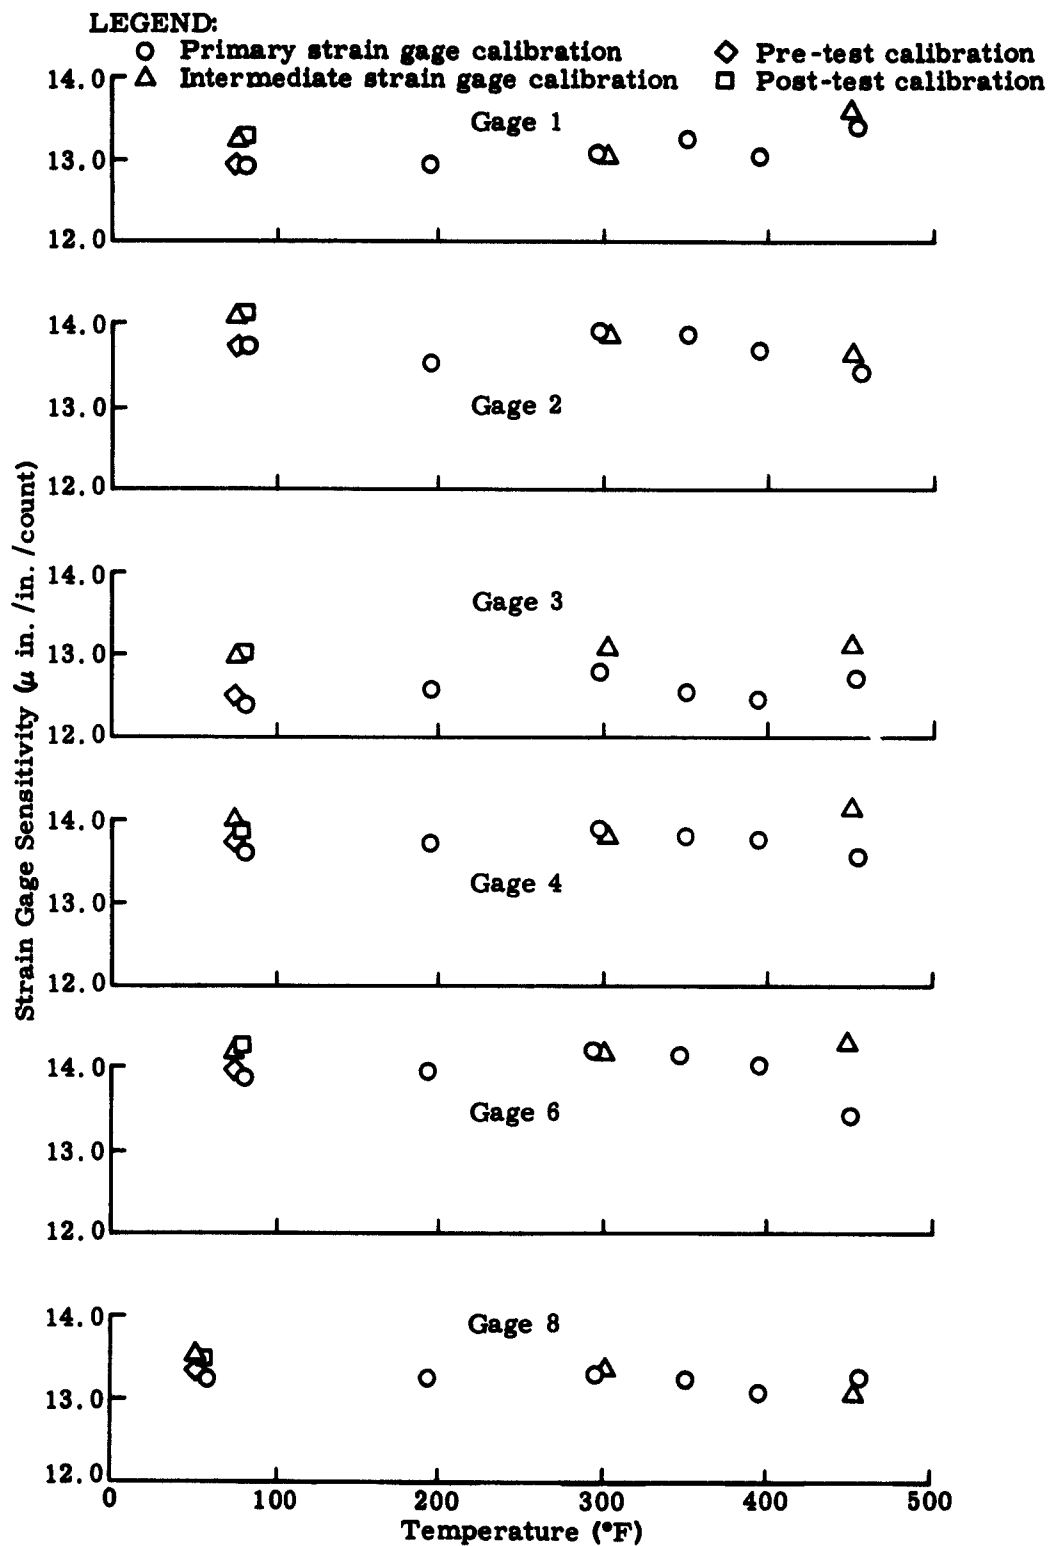 LEGEND:
Primary strain gage calibration
Pre-test calibration
Intermediate strain gage calibration
Post-test calibration
14.0
Gage 1
13.0
12.0
14.0
Gage 2
13.0
12.0
Strain Gage Sensitivity (μ in./in./count)
14.0
Gage 3
13.0
12.0
14.0
Gage 4
13.0
12.0
14.0
Gage 6
13.0
12.0
14.0
Gage 8
13.0
12.0
0 100 200 300 400 500
Temperature (°F)